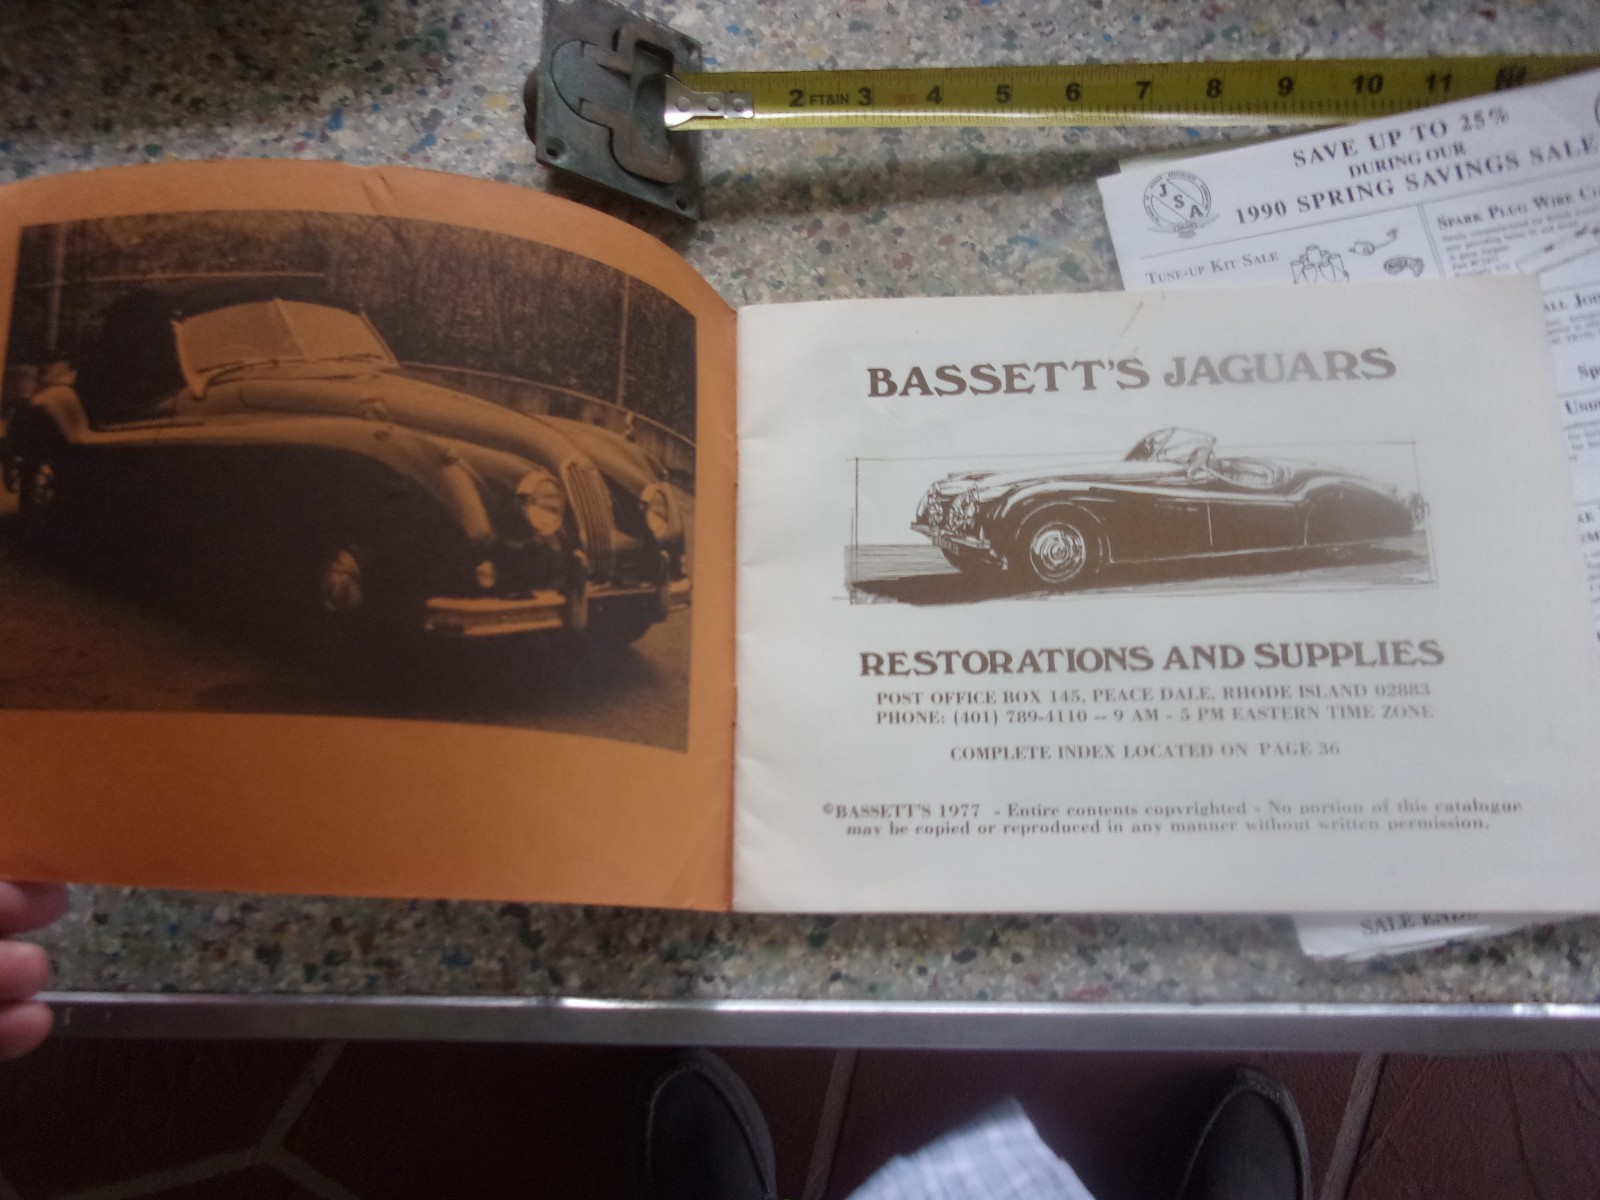 2 FT&IN 3 4 5 6 7 8 9 10 11
SAVE UP TO 25%
DURING OUR
1990 SPRING SAVINGS SALE
JSA
TUNE-UP KIT SALE
SPARK PLUG WIRE
BASSETT'S JAGUARS
RESTORATIONS AND SUPPLIES
POST OFFICE BOX 145, PEACE DALE, RHODE ISLAND 02883
PHONE: (401) 789-4110 -- 9 AM - 5 PM EASTERN TIME ZONE
COMPLETE INDEX LOCATED ON PAGE 36
©BASSETT'S 1977 - Entire contents copyrighted - No portion of this catalogue
may be copied or reproduced in any manner without written permission.
SALE